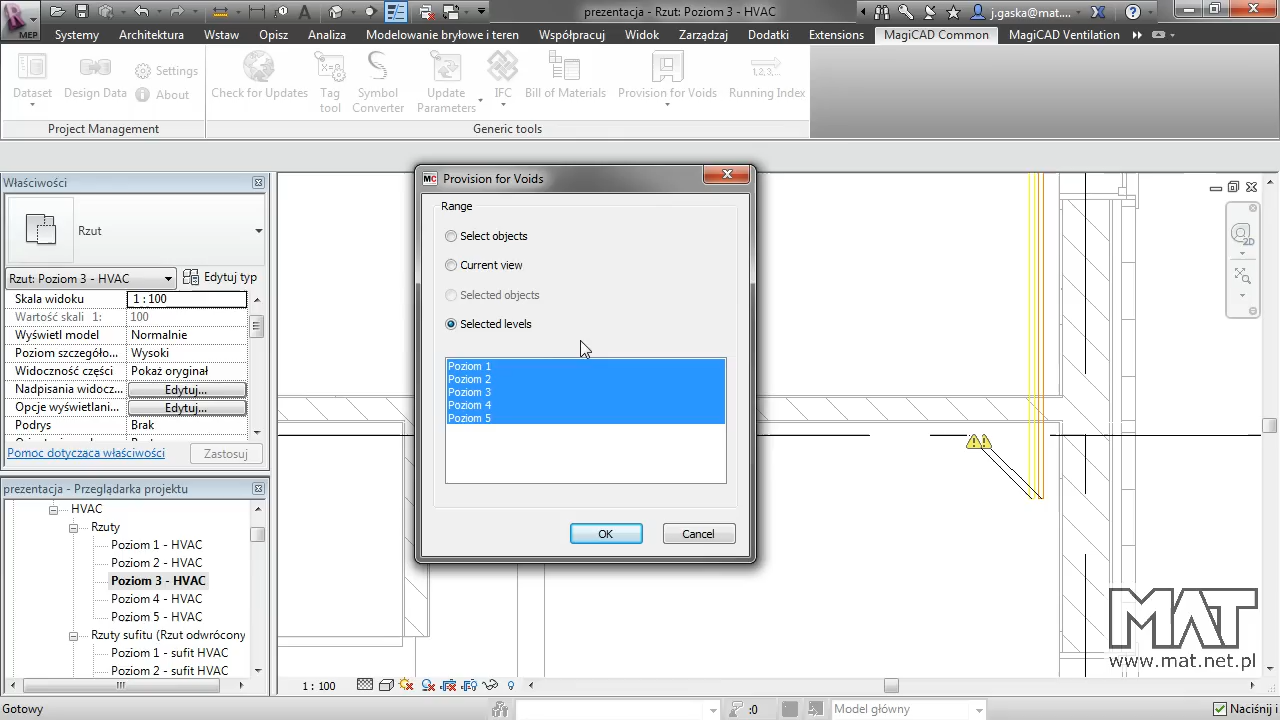 MEP
prezentacja - Rzut: Poziom 3 - HVAC
j.gaska@mat....
Systemy Architektura Wstaw Opisz Analiza Modelowanie bryłowe i teren Współpracuj Widok Zarządzaj Dodatki Extensions MagiCAD Common MagiCAD Ventilation
Dataset
Design Data
Settings
About
Check for Updates
Tag
tool
Symbol
Converter
Update
Parameters
IFC
Bill of Materials
Provision for Voids
1,2,3,...
Running Index
Project Management
Generic tools
Właściwości
Rzut
Rzut: Poziom 3 - HVAC
Edytuj typ
Skala widoku 1 : 100
Wartość skali 1: 100
Wyświetl model Normalnie
Poziom szczegóło... Wysoki
Widoczność części Pokaż oryginał
Nadpisania widocz... Edytuj...
Opcje wyświetlani... Edytuj...
Podrys Brak
Pomoc dotycząca właściwości
Zastosuj
prezentacja - Przeglądarka projektu
HVAC
Rzuty
Poziom 1 - HVAC
Poziom 2 - HVAC
Poziom 3 - HVAC
Poziom 4 - HVAC
Poziom 5 - HVAC
Rzuty sufitu (Rzut odwrócony
Poziom 1 - sufit HVAC
Poziom 2 - sufit HVAC
MC Provision for Voids
Range
Select objects
Current view
Selected objects
Selected levels
Poziom 1
Poziom 2
Poziom 3
Poziom 4
Poziom 5
OK
Cancel
2D
MAT
www.mat.net.pl
1 : 100
Gotowy
:0
Model główny
Naciśnij i